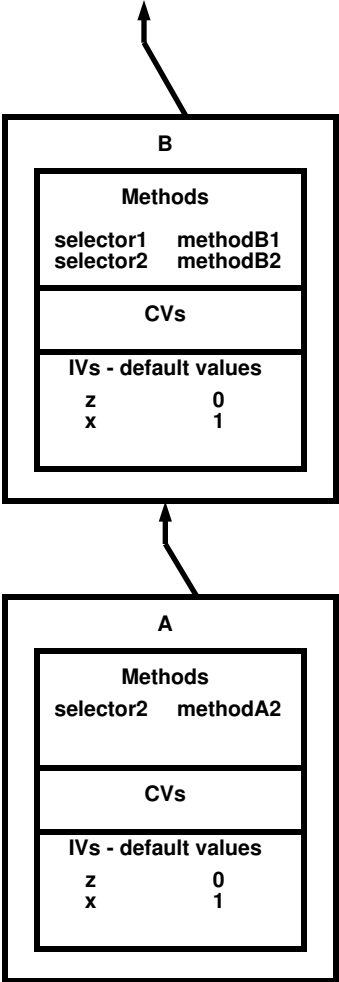 B
Methods
selector1 methodB1
selector2 methodB2
CVs
IVs - default values
z 0
x 1
A
Methods
selector2 methodA2
CVs
IVs - default values
z 0
x 1